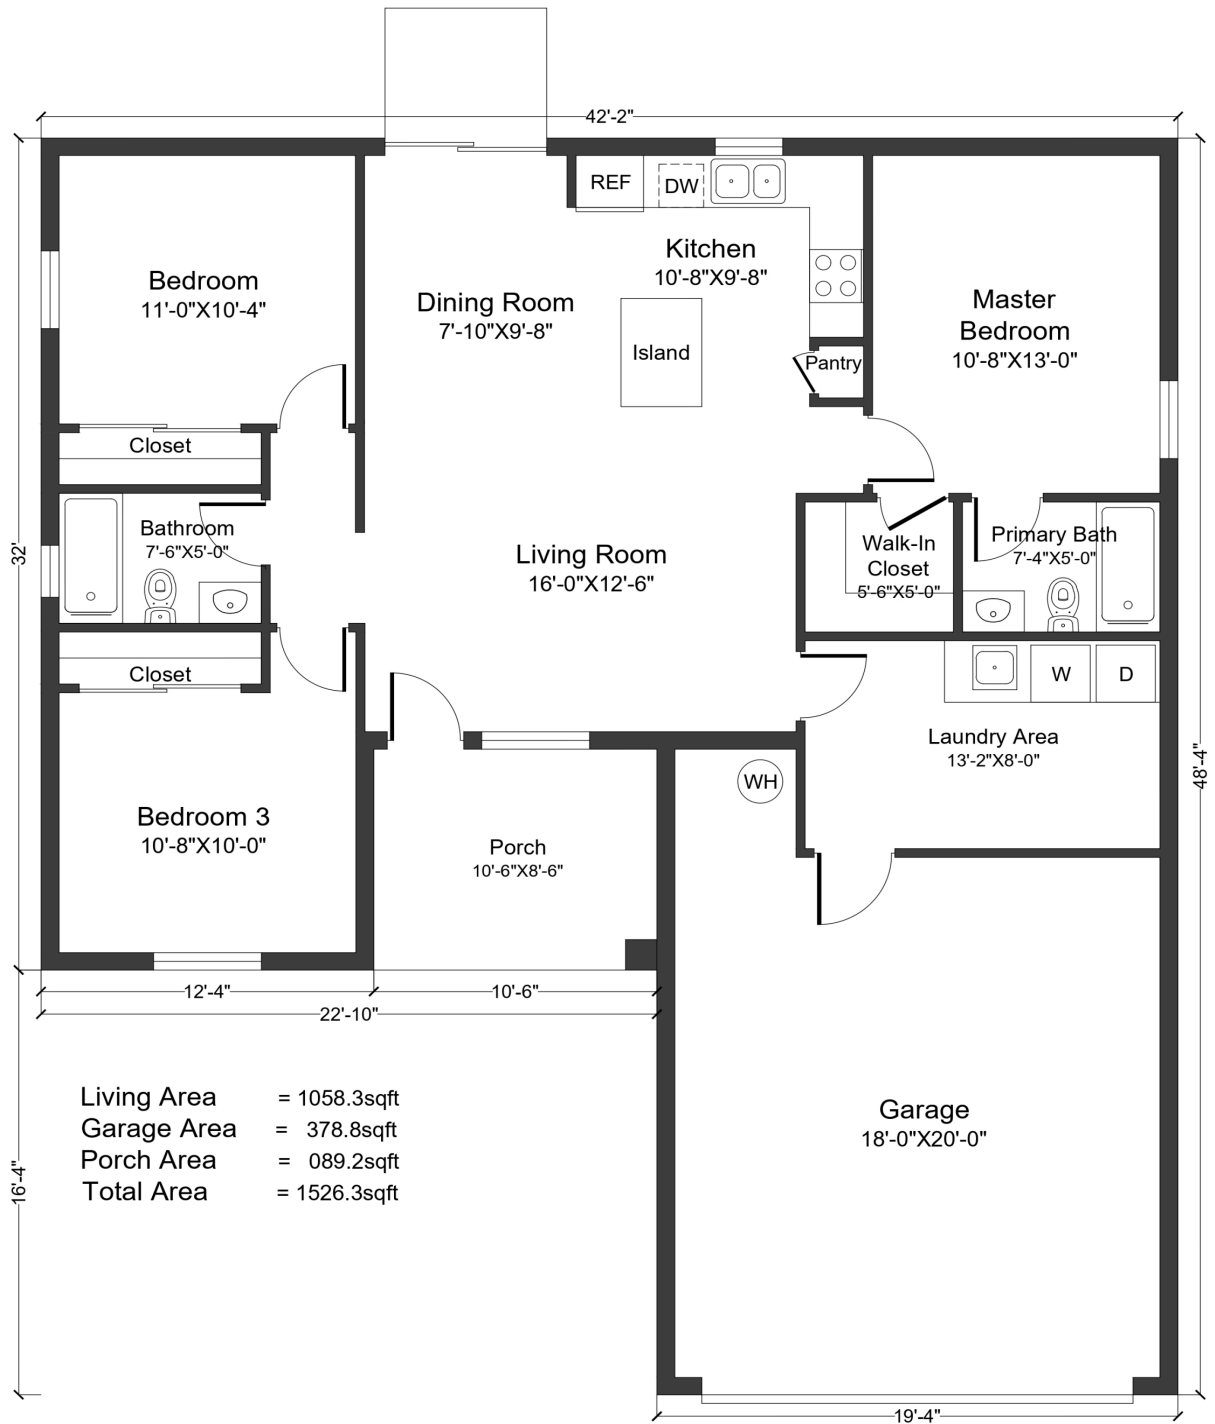 42'-2"
REF
DW
Kitchen
10'-8"X9'-8"
Bedroom
11'-0"X10'-4"
Dining Room
7'-10"X9'-8"
Master
Bedroom
10'-8"X13'-0"
Island
Pantry
Closet
Bathroom
7'-6"X5'-0"
32'
Living Room
16'-0"X12'-6"
Walk-In
Closet
5'-6"X5'-0"
Primary Bath
7'-4"X5'-0"
Closet
W
D
Laundry Area
13'-2"X8'-0"
48'-4"
WH
Bedroom 3
10'-8"X10'-0"
Porch
10'-6"X8'-6"
12'-4"
10'-6"
22'-10"
Living Area = 1058.3sqft
Garage Area = 378.8sqft
Porch Area = 089.2sqft
Total Area = 1526.3sqft
16'-4"
Garage
18'-0"X20'-0"
19'-4"